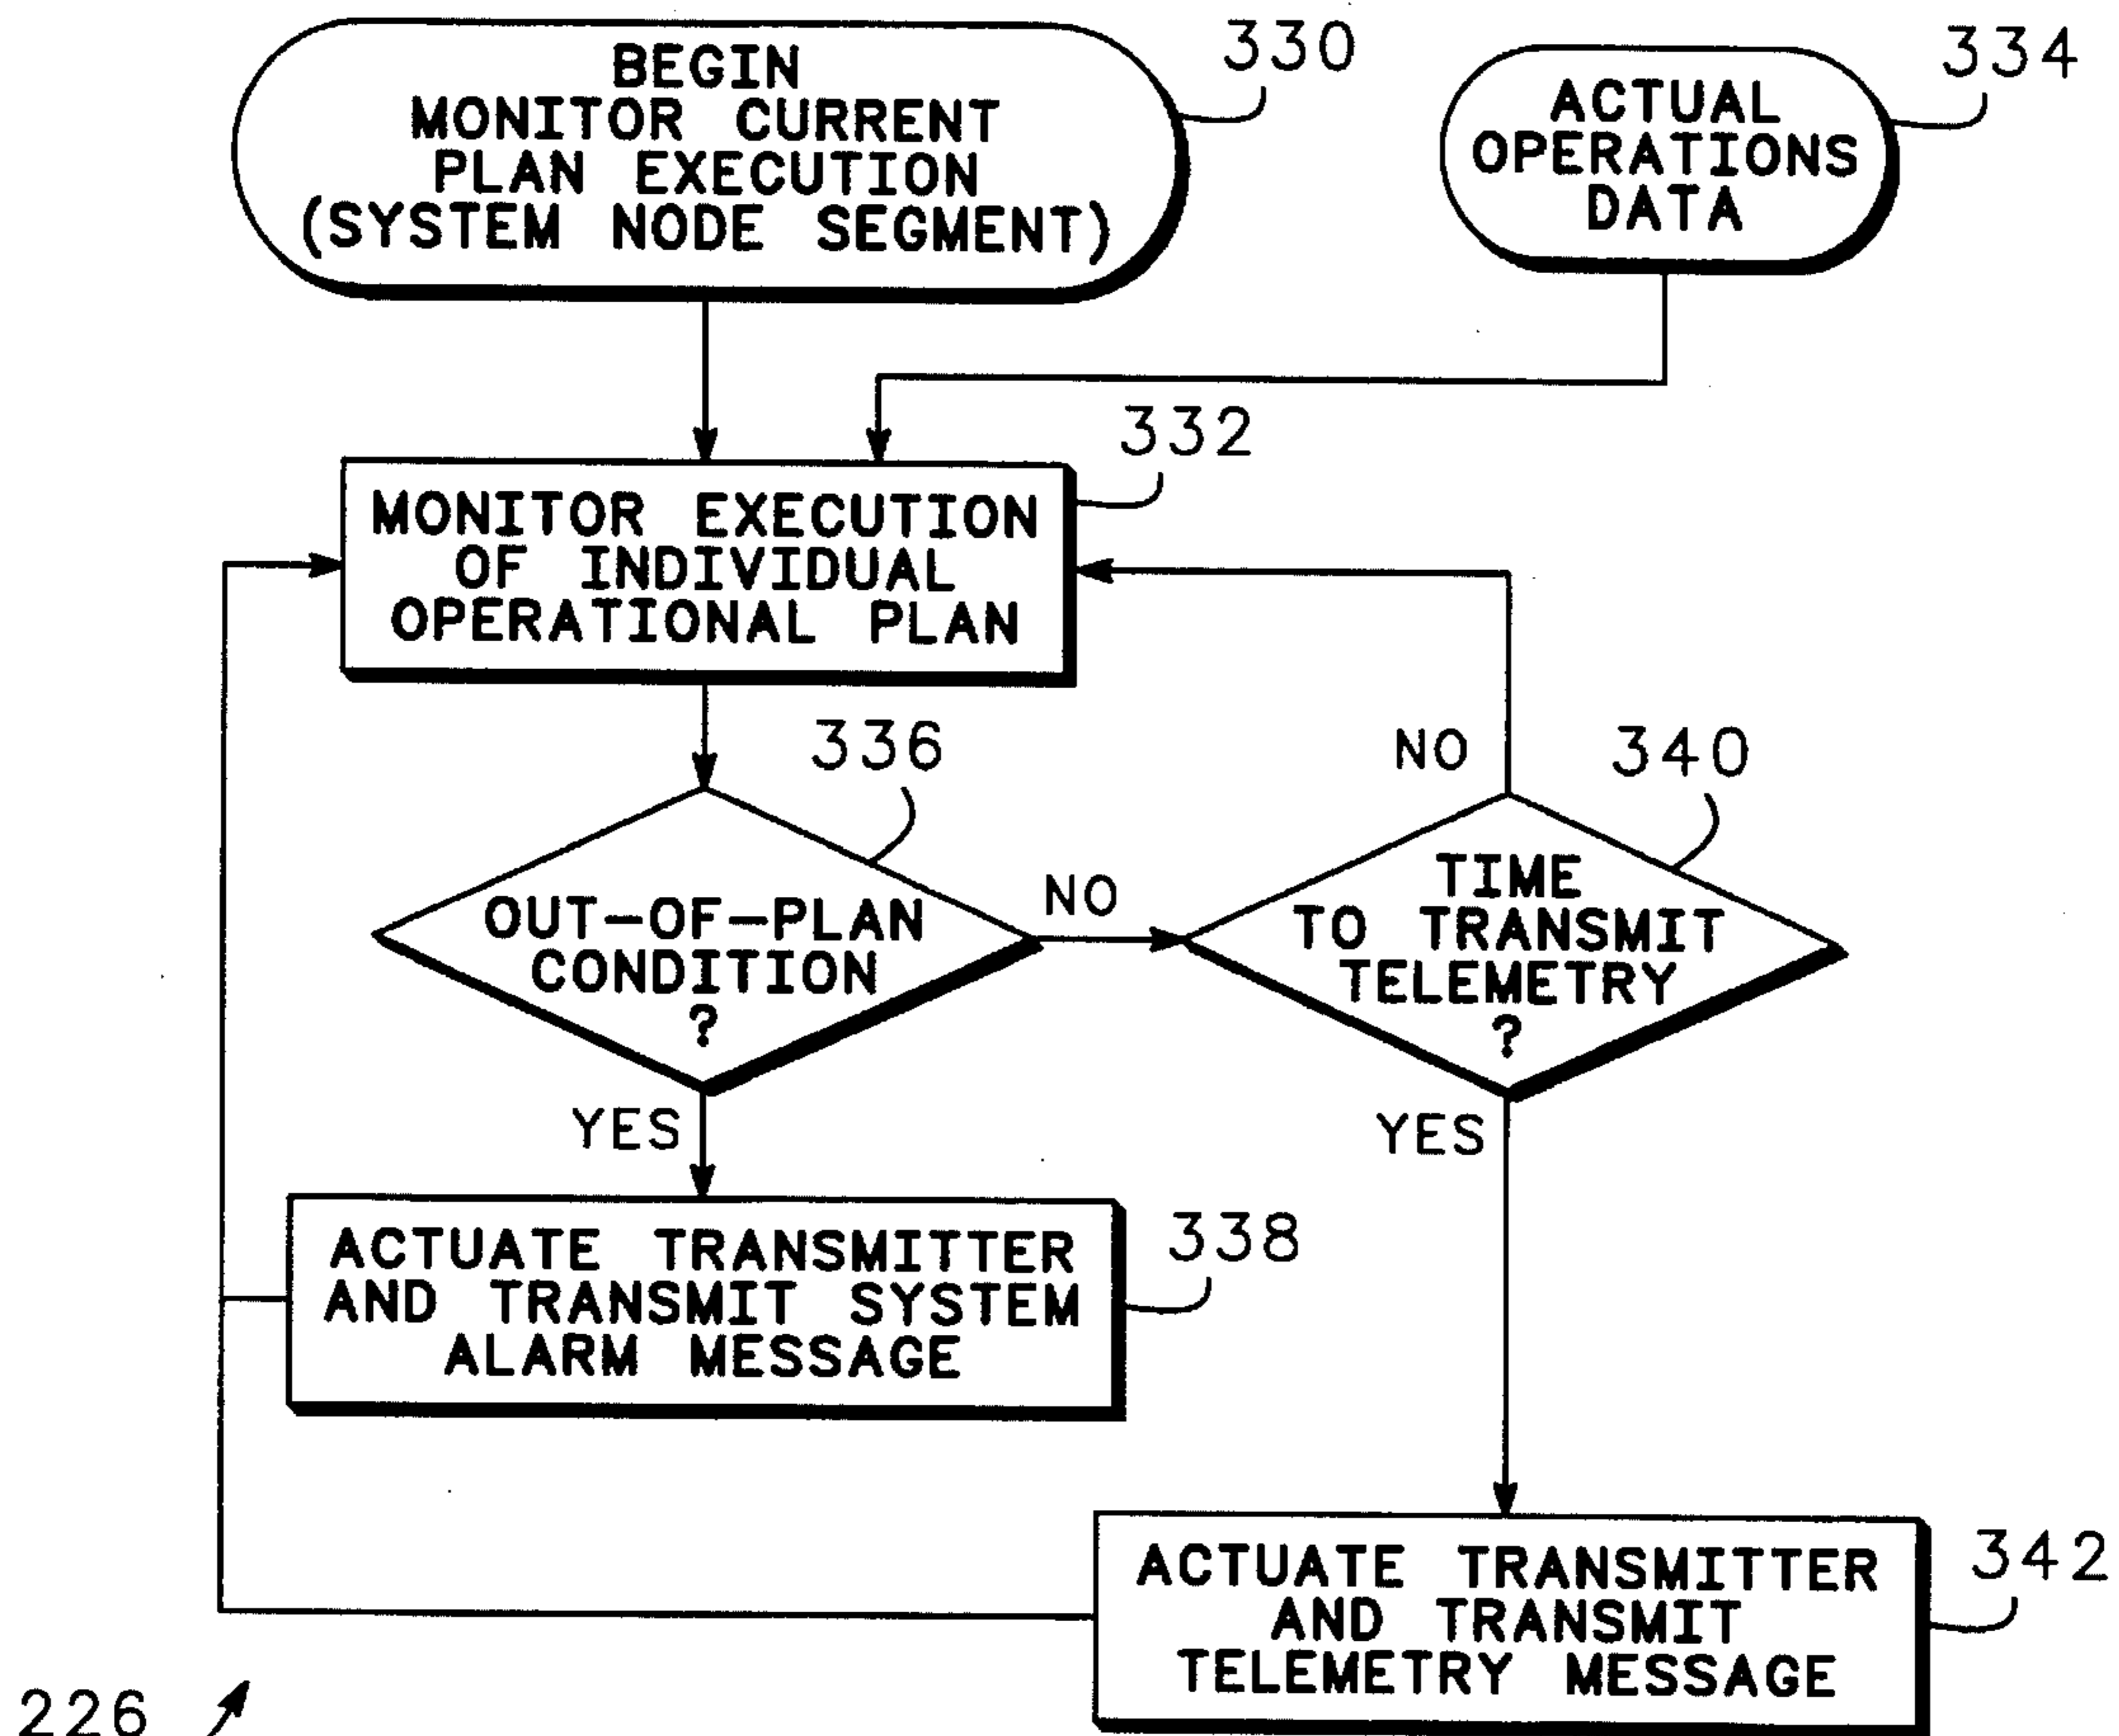 BEGIN
MONITOR CURRENT
PLAN EXECUTION
(SYSTEM NODE SEGMENT)
330
ACTUAL
OPERATIONS
DATA
334
332
MONITOR EXECUTION
OF INDIVIDUAL
OPERATIONAL PLAN
336
OUT-OF-PLAN
CONDITION
?
NO
NO
340
TIME
TO TRANSMIT
TELEMETRY
?
YES
YES
ACTUATE TRANSMITTER
AND TRANSMIT SYSTEM
ALARM MESSAGE
338
ACTUATE TRANSMITTER
AND TRANSMIT
TELEMETRY MESSAGE
342
226